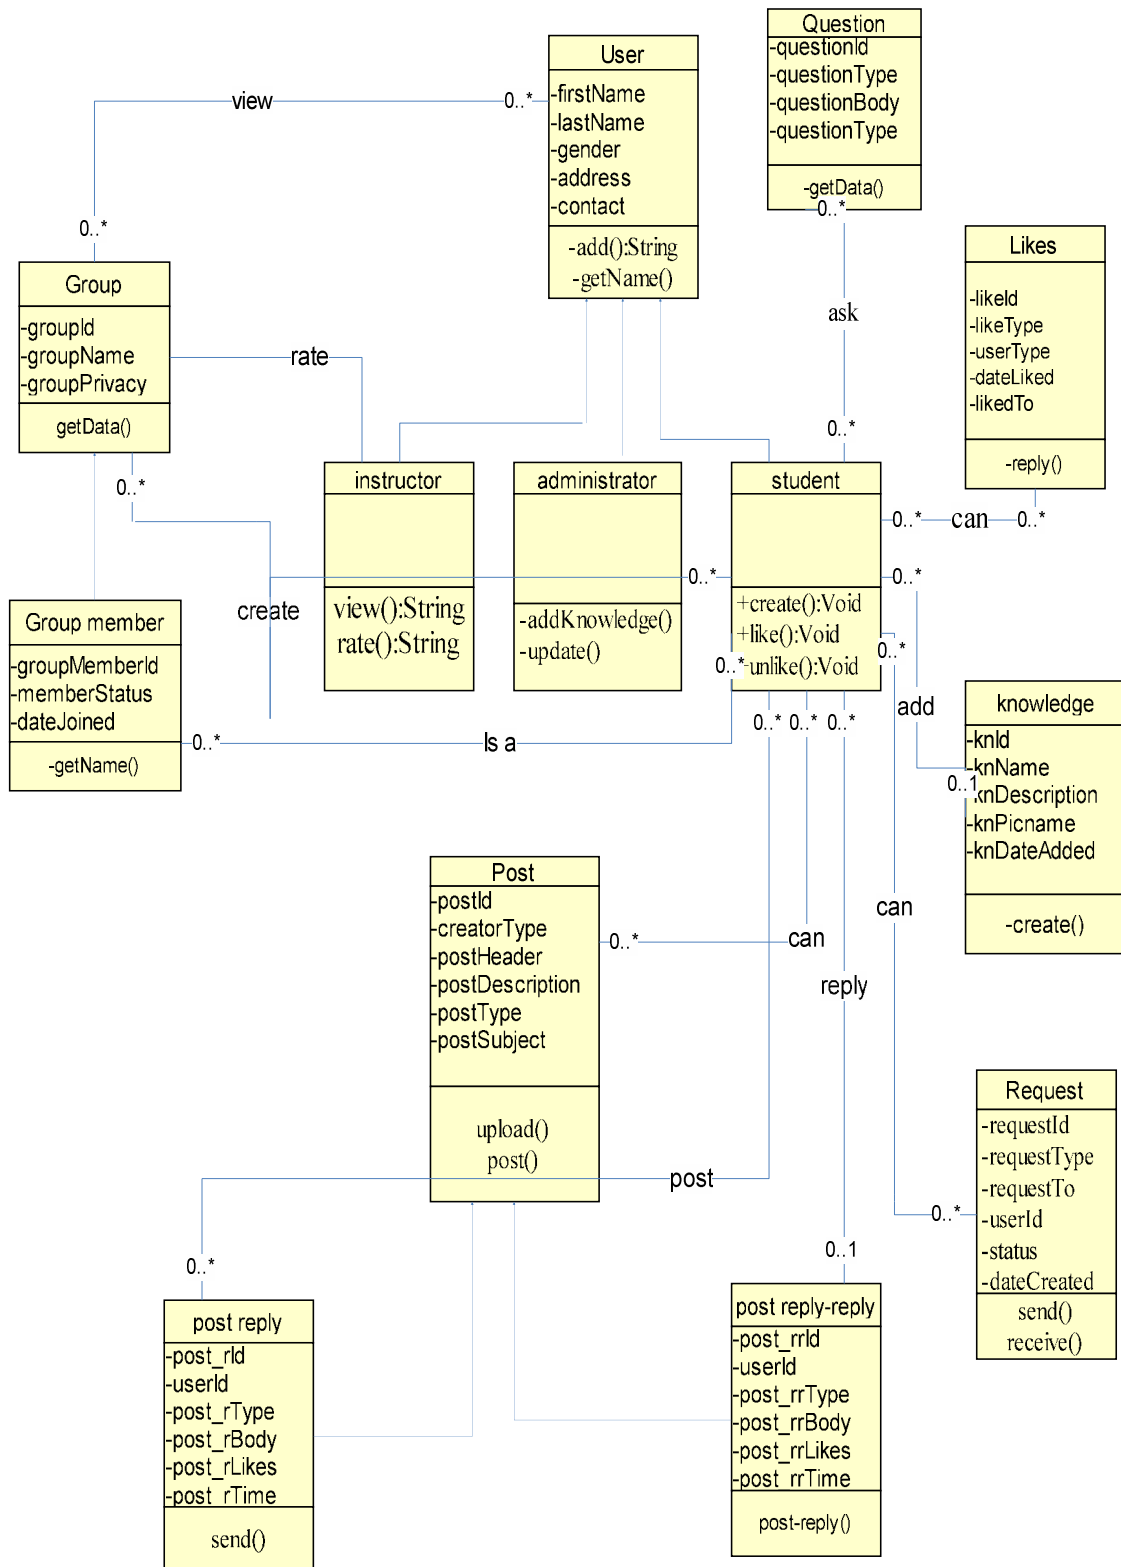 User
-firstName
-lastName
-gender
-address
-contact
-add():String
-getName()
Question
-questionId
-questionType
-questionBody
-questionType
-getData()
0..*
view
0..*
0..*
Group
-groupId
-groupName
-groupPrivacy
getData()
0..*
rate
ask
0..*
Likes
-likeId
-likeType
-userType
-dateLiked
-likedTo
-reply()
0..*
can
0..*
instructor
view():String
rate():String
administrator
-addKnowledge()
-update()
student
+create():Void
+like():Void
-unlike():Void
0..*
0..*
0..*
0..*
create
Group member
-groupMemberId
-memberStatus
-dateJoined
-getName()
0..*
Is a
0..*
0..*
0..*
add
0..1
knowledge
-knId
-knName
-knDescription
-knPicname
-knDateAdded
-create()
Post
-postId
-creatorType
-postHeader
-postDescription
-postType
-postSubject
upload()
post()
0..*
can
reply
can
post
0..*
0..1
0..*
Request
-requestId
-requestType
-requestTo
-userId
-status
-dateCreated
send()
receive()
post reply
-post_rId
-userId
-post_rType
-post_rBody
-post_rLikes
-post_rTime
send()
post reply-reply
-post_rrId
-userId
-post_rrType
-post_rrBody
-post_rrLikes
-post_rrTime
post-reply()